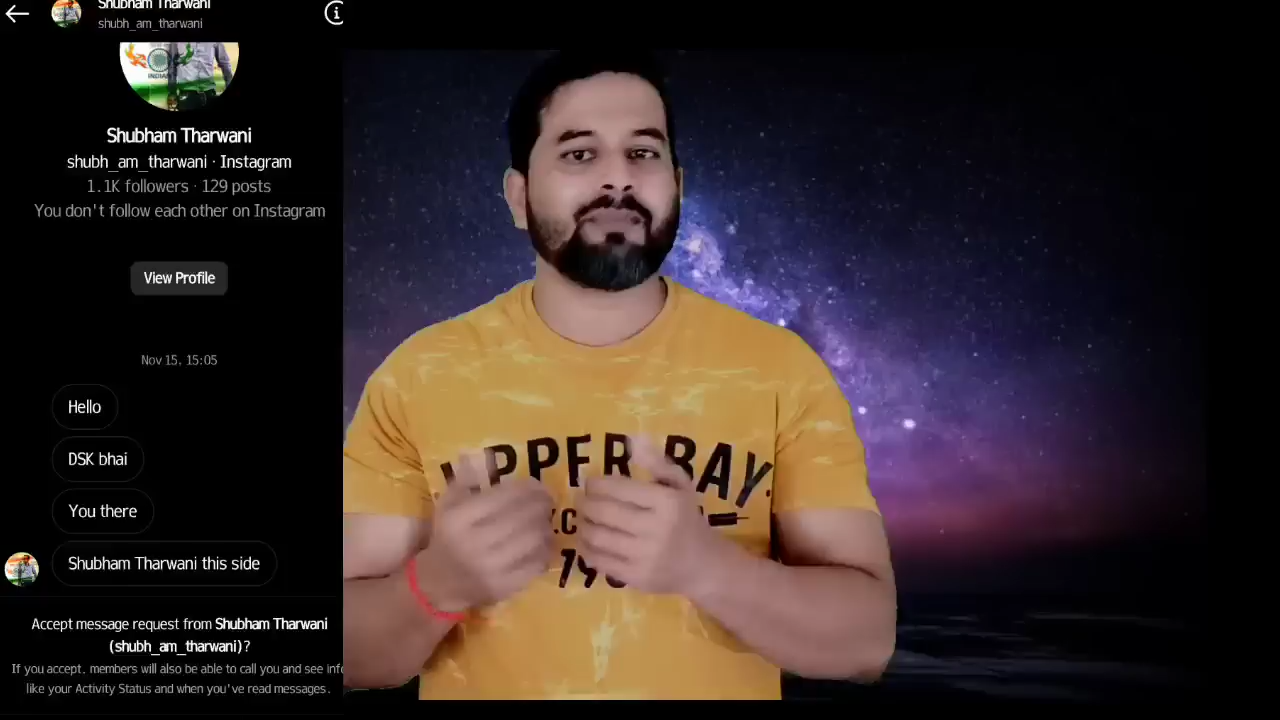 Shubham Tharwani
shubh_am_tharwani
INDIAN
Shubham Tharwani
shubh_am_tharwani · Instagram
1.1K followers · 129 posts
You don't follow each other on Instagram
View Profile
Nov 15, 15:05
Hello
DSK bhai
You there
Shubham Tharwani this side
Accept message request from Shubham Tharwani
(shubh_am_tharwani)?
If you accept, members will also be able to call you and see info
like your Activity Status and when you've read messages.
UPPER BAY.